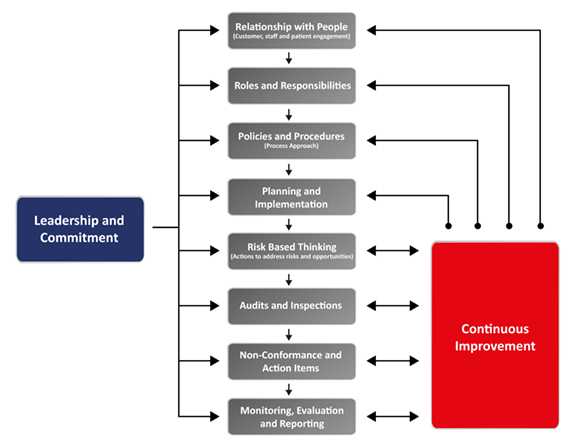 Relationship with People
(Customer, staff and patient engagement)
Roles and Responsibilities
Policies and Procedures
(Process Approach)
Planning and
Implementation
Leadership and
Commitment
Risk Based Thinking
(Actions to address risks and opportunities)
Audits and Inspections
Continuous
Improvement
Non-Conformance and
Action Items
Monitoring, Evaluation
and Reporting